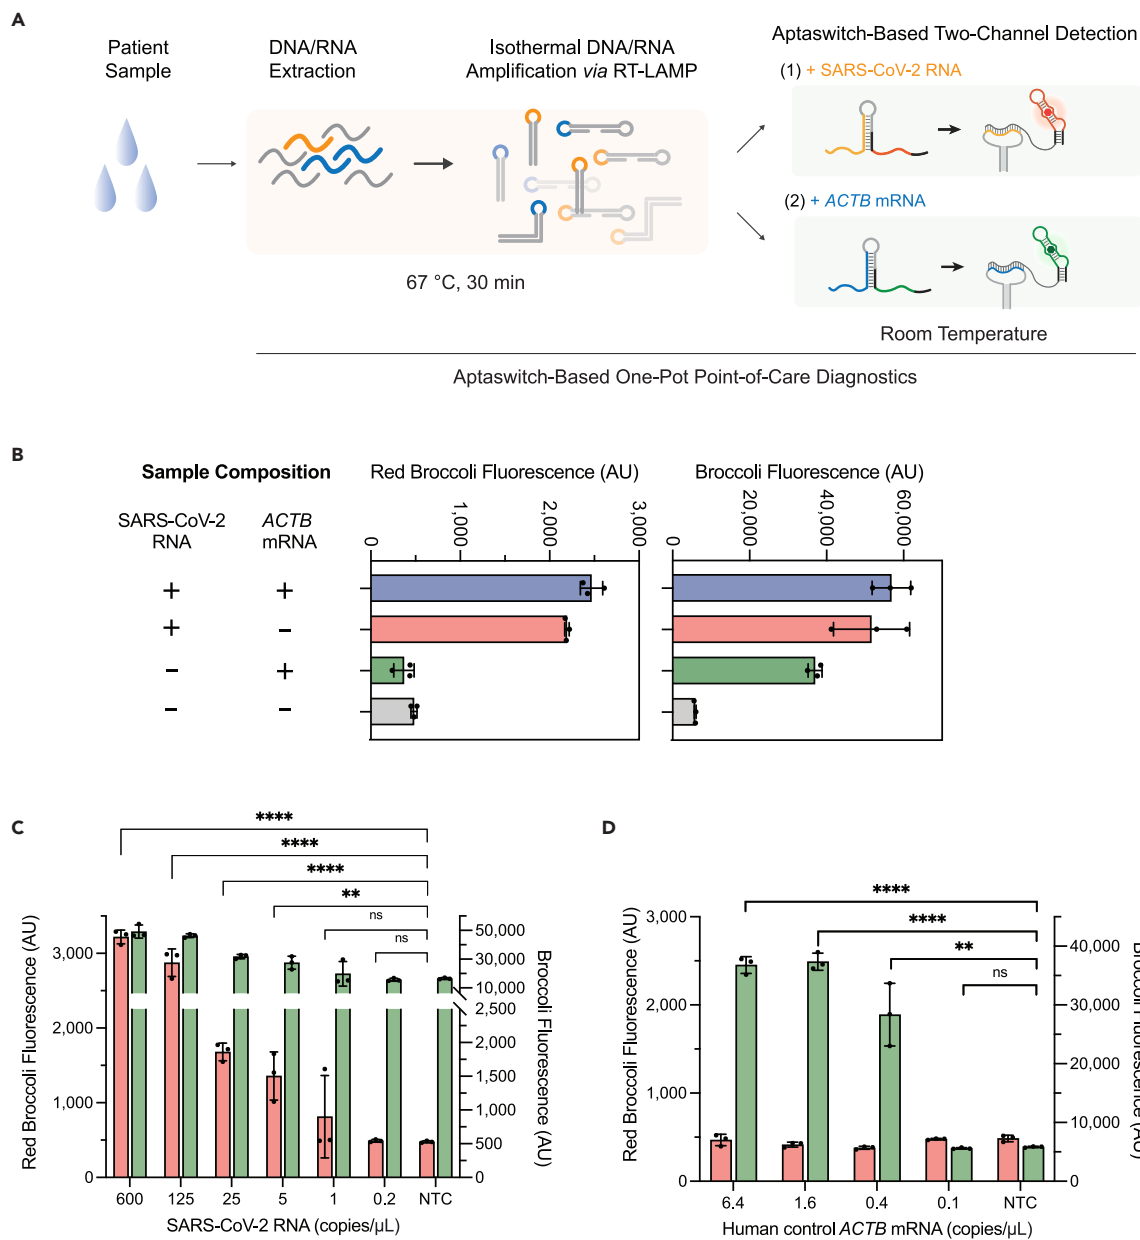 A
Patient
Sample
DNA/RNA
Extraction
Isothermal DNA/RNA
Amplification via RT-LAMP
Aptaswitch-Based Two-Channel Detection
(1) + SARS-CoV-2 RNA
(2) + ACTB mRNA
67 °C, 30 min
Room Temperature
Aptaswitch-Based One-Pot Point-of-Care Diagnostics
B
Sample Composition
SARS-CoV-2
RNA
ACTB
mRNA
Red Broccoli Fluorescence (AU)
0
1,000
2,000
3,000
Broccoli Fluorescence (AU)
0
20,000
40,000
60,000
+ +
+ −
− +
− −
C
****
****
****
**
ns
ns
Red Broccoli Fluorescence (AU)
3,000
2,000
1,000
0
50,000
30,000
10,000
2,500
2,000
1,500
1,000
500
0
Broccoli Fluorescence (AU)
600 125 25 5 1 0.2 NTC
SARS-CoV-2 RNA (copies/µL)
D
****
****
**
ns
Red Broccoli Fluorescence (AU)
3,000
2,000
1,000
0
40,000
30,000
20,000
10,000
0
Broccoli Fluorescence (AU)
6.4 1.6 0.4 0.1 NTC
Human control ACTB mRNA (copies/µL)